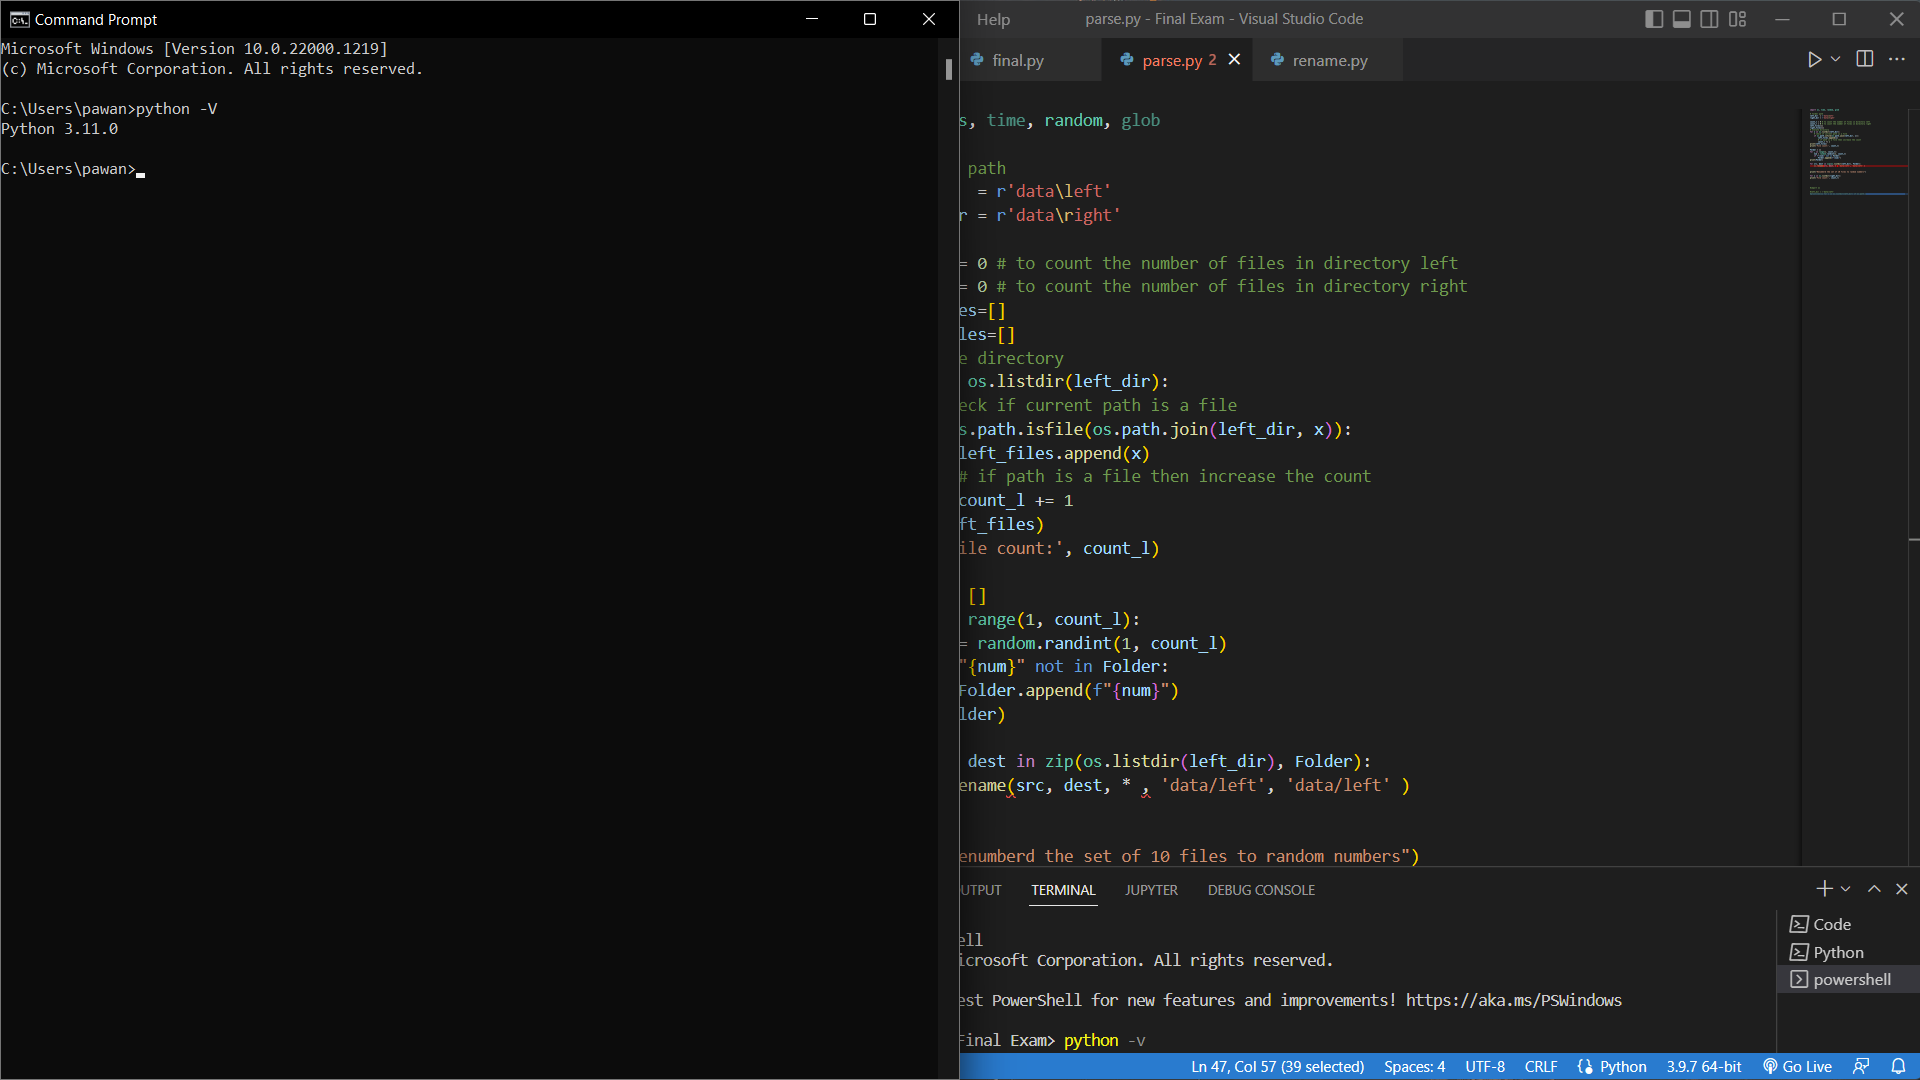 Command Prompt
Microsoft Windows [Version 10.0.22000.1219]
(c) Microsoft Corporation. All rights reserved.
C:\Users\pawan>python -V
Python 3.11.0
C:\Users\pawan>
Help
parse.py - Final Exam - Visual Studio Code
final.py
parse.py 2
rename.py
s, time, random, glob
path
= r'data\left'
r = r'data\right'
= 0 # to count the number of files in directory left
= 0 # to count the number of files in directory right
es=[]
les=[]
e directory
os.listdir(left_dir):
eck if current path is a file
s.path.isfile(os.path.join(left_dir, x)):
left_files.append(x)
# if path is a file then increase the count
count_l += 1
ft_files)
ile count:', count_l)
[]
range(1, count_l):
= random.randint(1, count_l)
"{num}" not in Folder:
Folder.append(f"{num}")
lder)
dest in zip(os.listdir(left_dir), Folder):
ename(src, dest, * , 'data/left', 'data/left' )
enumberd the set of 10 files to random numbers")
UTPUT
TERMINAL
JUPYTER
DEBUG CONSOLE
ell
icrosoft Corporation. All rights reserved.
est PowerShell for new features and improvements! https://aka.ms/PSWindows
Final Exam> python -v
Code
Python
powershell
Ln 47, Col 57 (39 selected)
Spaces: 4
UTF-8
CRLF
Python
3.9.7 64-bit
Go Live